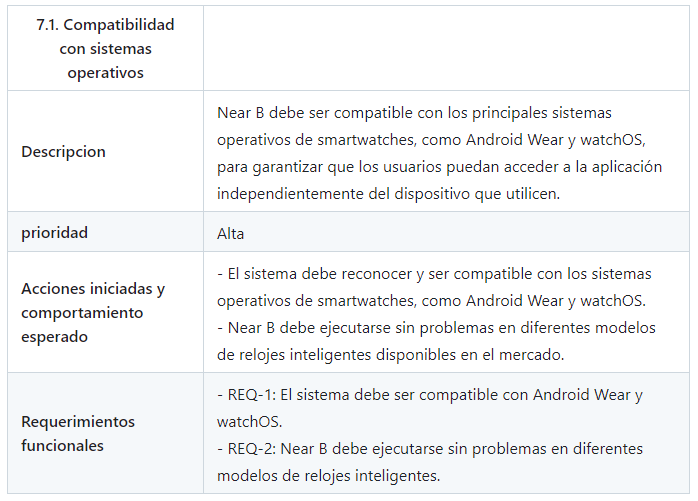 7.1. Compatibilidad
con sistemas
operativos
Descripcion
Near B debe ser compatible con los principales sistemas
operativos de smartwatches, como Android Wear y watchOS,
para garantizar que los usuarios puedan acceder a la aplicación
independientemente del dispositivo que utilicen.
prioridad
Alta
Acciones iniciadas y
comportamiento
esperado
- El sistema debe reconocer y ser compatible con los sistemas
operativos de smartwatches, como Android Wear y watchOS.
- Near B debe ejecutarse sin problemas en diferentes modelos
de relojes inteligentes disponibles en el mercado.
Requerimientos
funcionales
- REQ-1: El sistema debe ser compatible con Android Wear y
watchOS.
- REQ-2: Near B debe ejecutarse sin problemas en diferentes
modelos de relojes inteligentes.